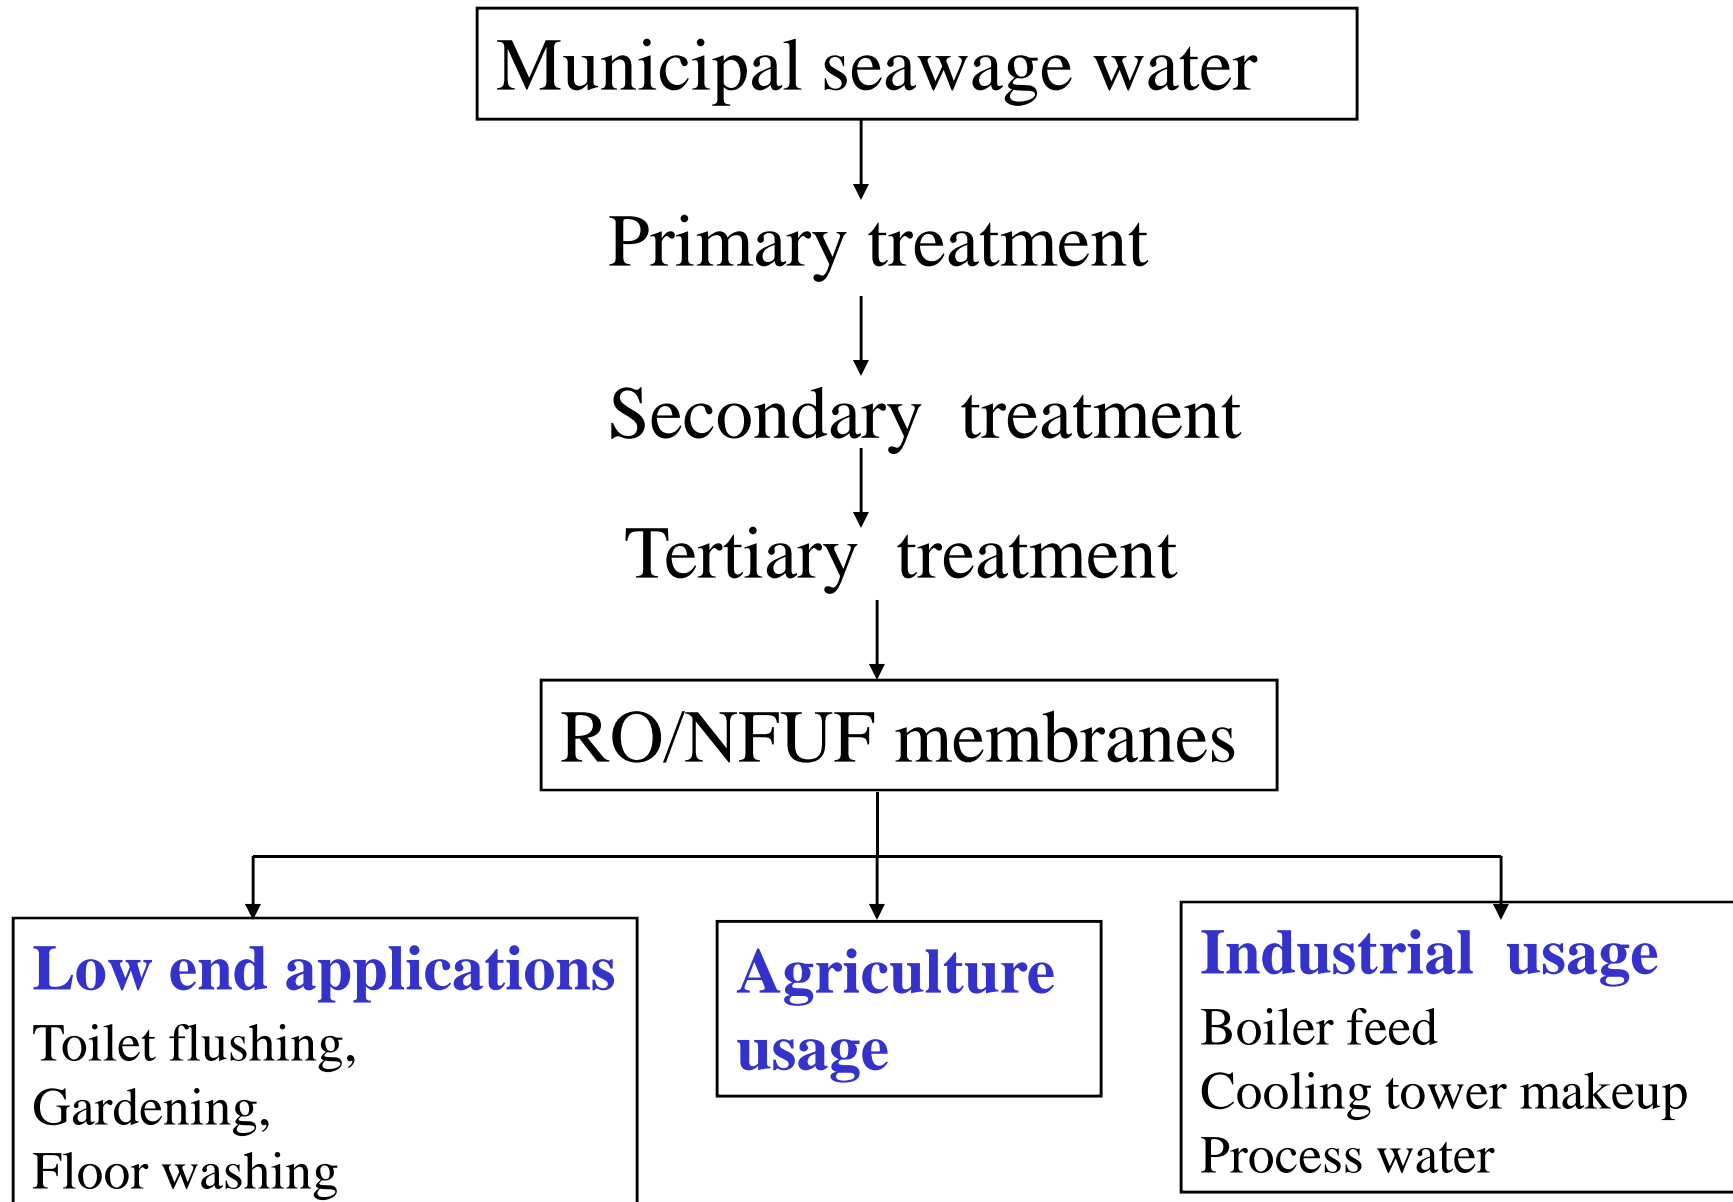 Municipal seawage water
Primary treatment
Secondary treatment
Tertiary treatment
RO/NFUF membranes
Low end applications
Toilet flushing,
Gardening,
Floor washing
Agriculture
usage
Industrial usage
Boiler feed
Cooling tower makeup
Process water